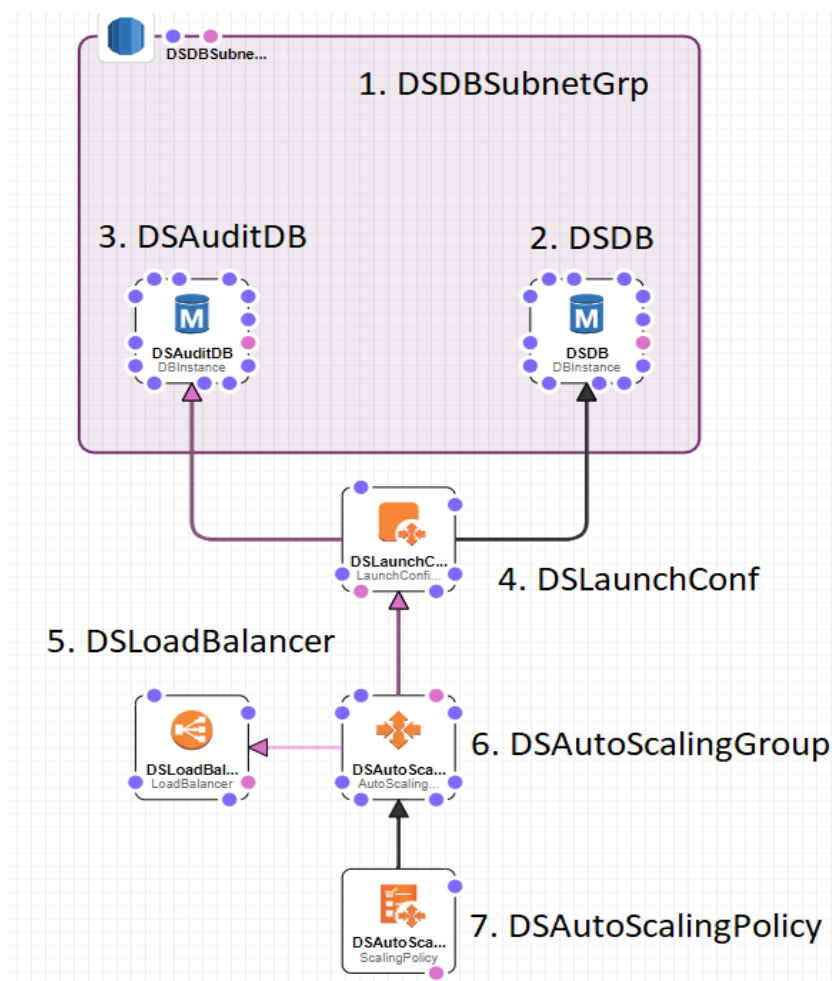 DSDBSubne...
1. DSDBSubnetGrp
3. DSAuditDB
2. DSDB
M
DSAuditDB
DBInstance
M
DSDB
DBInstance
DSLaunchC...
LaunchConfi...
4. DSLaunchConf
5. DSLoadBalancer
DSLoadBal...
LoadBalancer
DSAutoSca...
AutoScaling...
6. DSAutoScalingGroup
DSAutoSca...
ScalingPolicy
7. DSAutoScalingPolicy